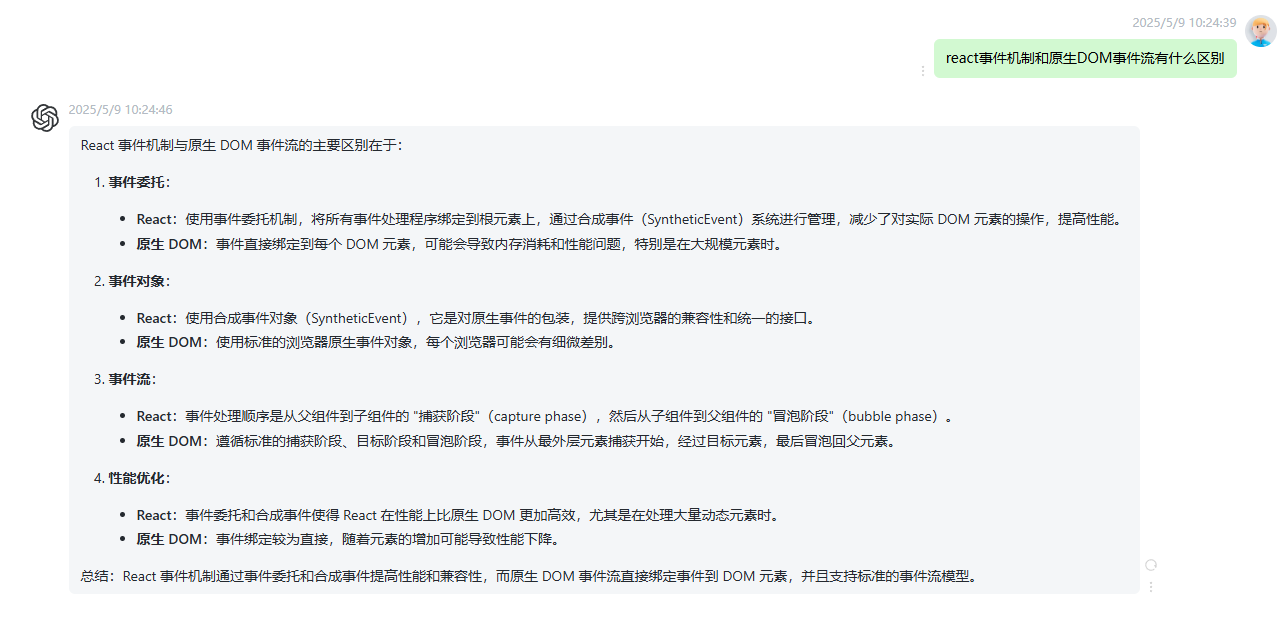 2025/5/9 10:24:39
react事件机制和原生DOM事件流有什么区别
2025/5/9 10:24:46
React 事件机制与原生 DOM 事件流的主要区别在于：
1. 事件委托：
• React：使用事件委托机制，将所有事件处理程序绑定到根元素上，通过合成事件（SyntheticEvent）系统进行管理，减少了对实际 DOM 元素的操作，提高性能。
• 原生 DOM：事件直接绑定到每个 DOM 元素，可能会导致内存消耗和性能问题，特别是在大规模元素时。
2. 事件对象：
• React：使用合成事件对象（SyntheticEvent），它是对原生事件的包装，提供跨浏览器的兼容性和统一的接口。
• 原生 DOM：使用标准的浏览器原生事件对象，每个浏览器可能会有细微差别。
3. 事件流：
• React：事件处理顺序是从父组件到子组件的 "捕获阶段"（capture phase），然后从子组件到父组件的 "冒泡阶段"（bubble phase）。
• 原生 DOM：遵循标准的捕获阶段、目标阶段和冒泡阶段，事件从最外层元素捕获开始，经过目标元素，最后冒泡回父元素。
4. 性能优化：
• React：事件委托和合成事件使得 React 在性能上比原生 DOM 更加高效，尤其是在处理大量动态元素时。
• 原生 DOM：事件绑定较为直接，随着元素的增加可能导致性能下降。
总结：React 事件机制通过事件委托和合成事件提高性能和兼容性，而原生 DOM 事件流直接绑定事件到 DOM 元素，并且支持标准的事件流模型。